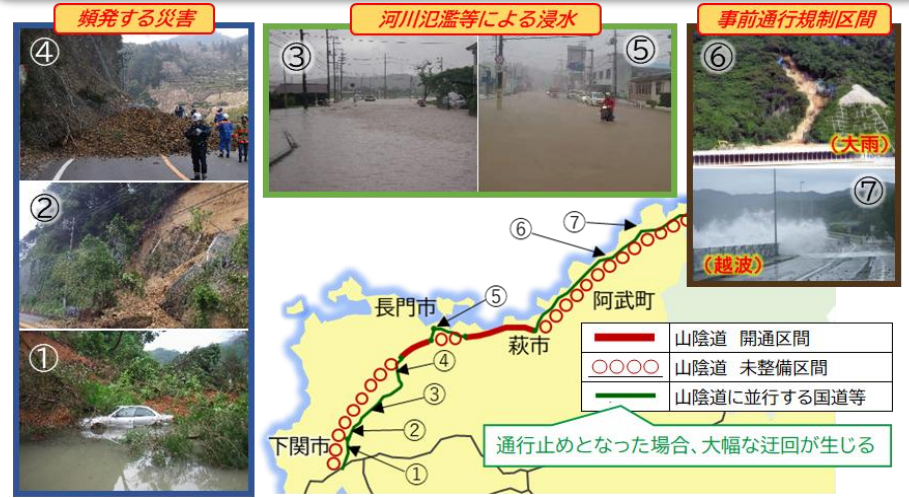 頻発する災害
④
②
①
河川氾濫等による浸水
③
⑤
事前通行規制区間
⑥
(大雨)
⑦
(越波)
⑦
⑥
阿武町
長門市
⑤
萩市
④
③
②
下関市
①
山陰道 開通区間
山陰道 未整備区間
山陰道に並行する国道等
通行止めとなった場合、大幅な迂回が生じる